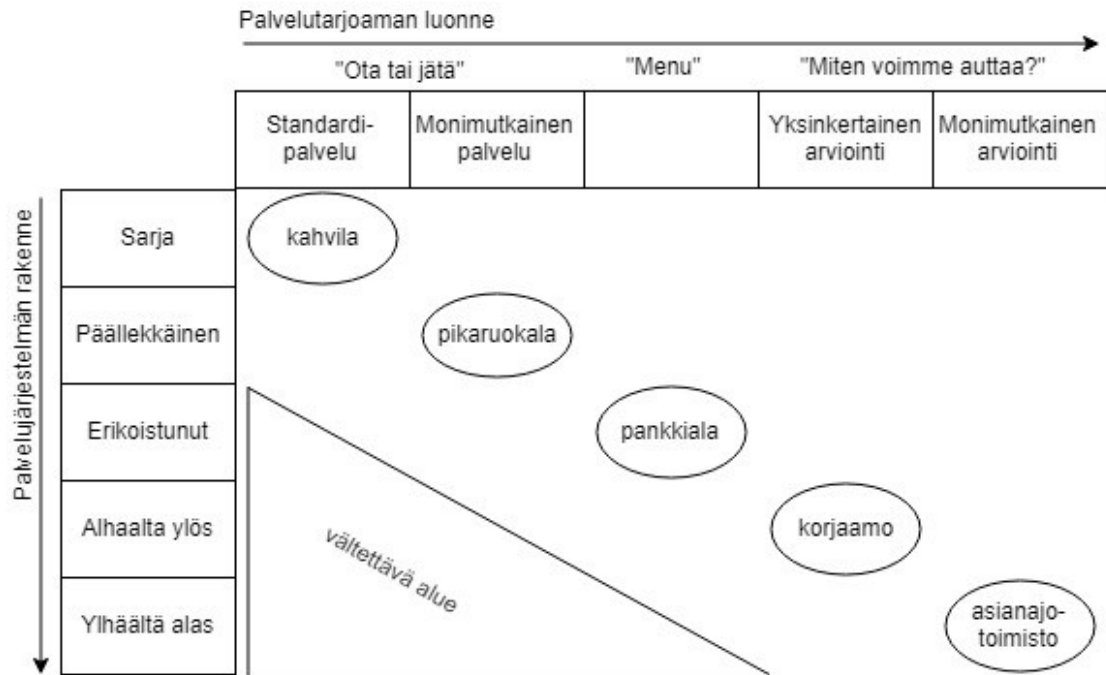 Palvelutarjoaman luonne
"Ota tai jätä" "Menu" "Miten voimme auttaa?"
Standardi-
palvelu
Monimutkainen
palvelu
Yksinkertainen
arviointi
Monimutkainen
arviointi
Palvelujärjestelmän rakenne
Sarja
kahvila
Päällekkäinen
pikaruokala
Erikoistunut
pankkiala
Alhaalta ylös
korjaamo
vältettävä alue
Ylhäältä alas
asianajo-
toimisto